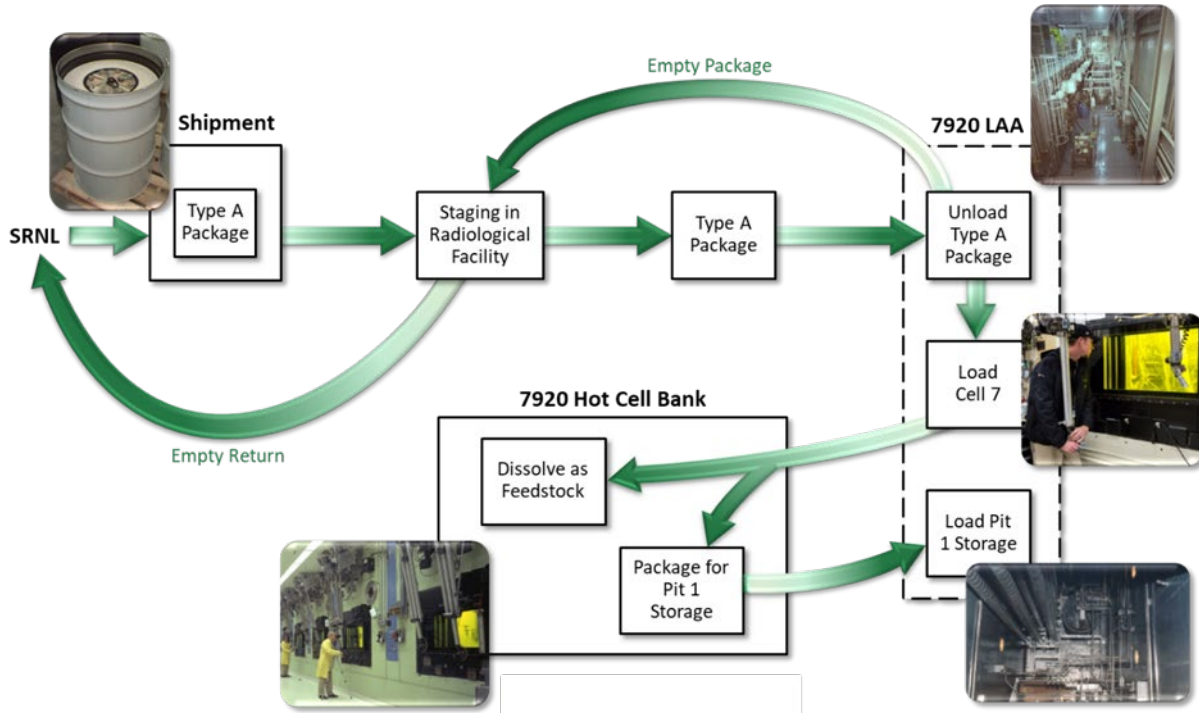 Empty Package
Shipment
7920 LAA
SRNL
Type A
Package
Staging in
Radiological
Facility
Type A
Package
Unload
Type A
Package
Load
Cell 7
Empty Return
7920 Hot Cell Bank
Dissolve as
Feedstock
Package for
Pit 1
Storage
Load Pit
1 Storage